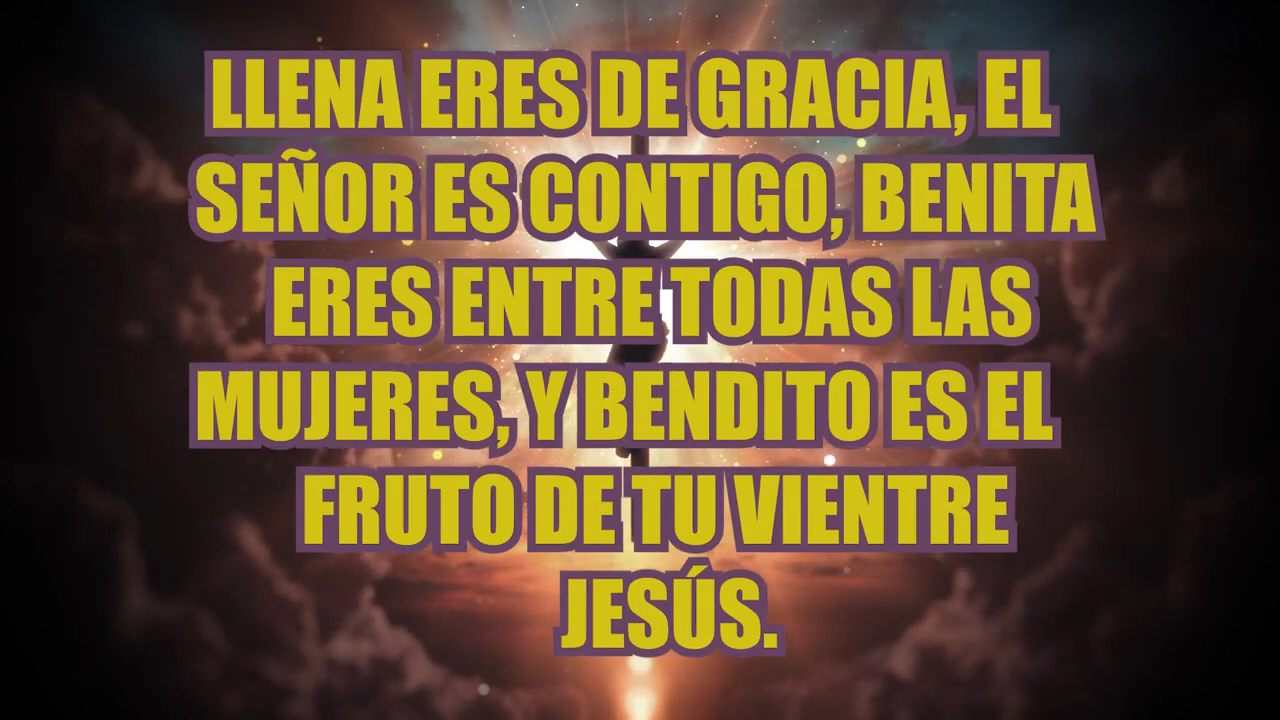 LLENA ERES DE GRACIA, EL
SEÑOR ES CONTIGO, BENITA
ERES ENTRE TODAS LAS
MUJERES, Y BENDITO ES EL
FRUTO DE TU VIENTRE
JESÚS.